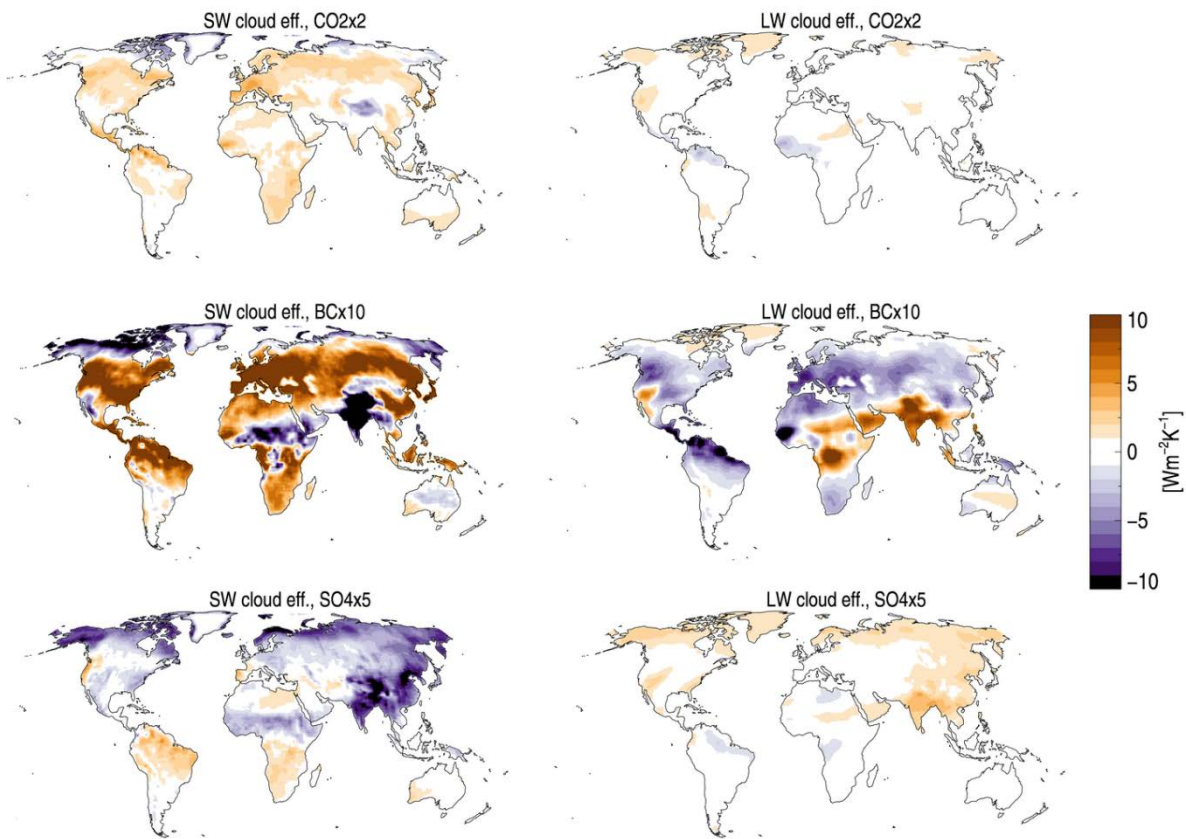 SW cloud eff., CO2x2
LW cloud eff., CO2x2
SW cloud eff., BCx10
LW cloud eff., BCx10
10
5
0
−5
−10
[Wm⁻²K⁻¹]
SW cloud eff., SO4x5
LW cloud eff., SO4x5